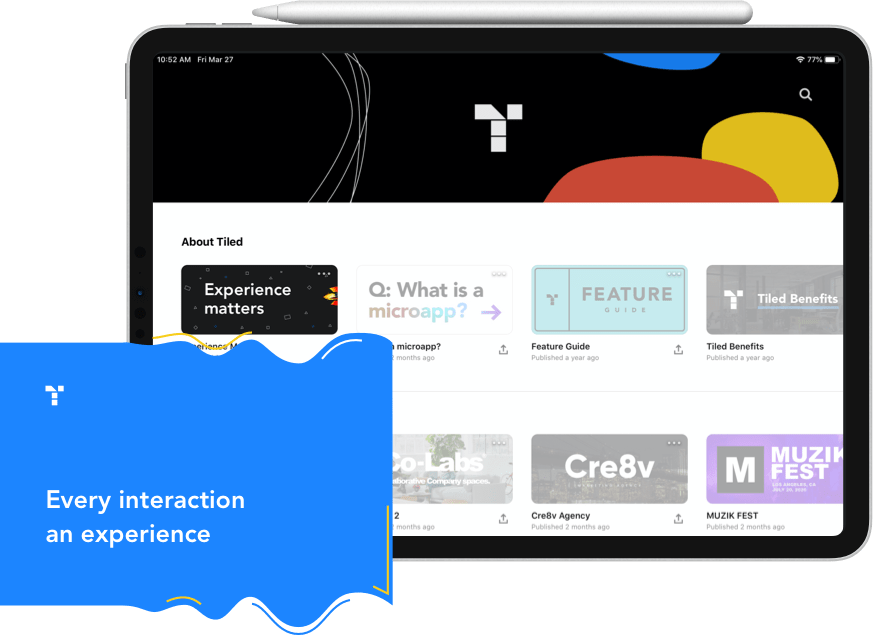 10:52 AM Fri Mar 27
77%
About Tiled
Experience
matters
Q: What is a
microapp?
FEATURE
GUIDE
Tiled Benefits
microapp?
Feature Guide
Tiled Benefits
months ago
Published a year ago
Published a year ago
Every interaction
an experience
Co-Labs
Company spaces.
Cre8v
M
MUZIK
FEST
LOS ANGELES, CA
JULY 20, 2020
2
Cre8v Agency
MUZIK FEST
months ago
Published 2 months ago
Published 2 months ago